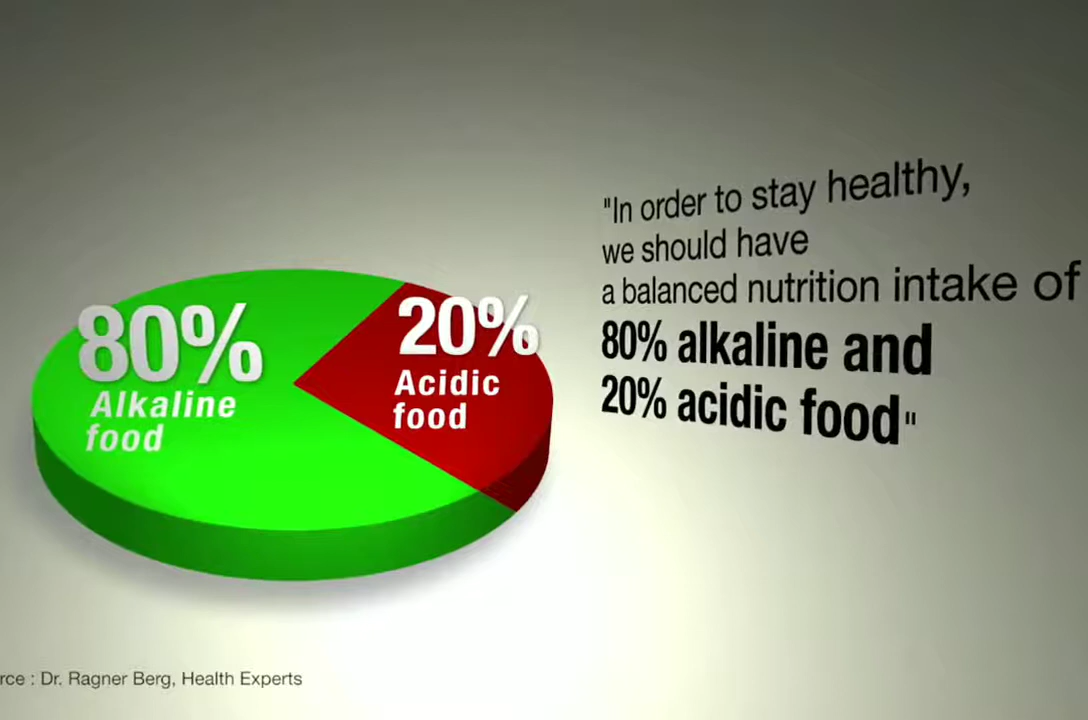 80%
Alkaline
food
20%
Acidic
food
"In order to stay healthy,
we should have
a balanced nutrition intake of
80% alkaline and
20% acidic food"
rce : Dr. Ragner Berg, Health Experts